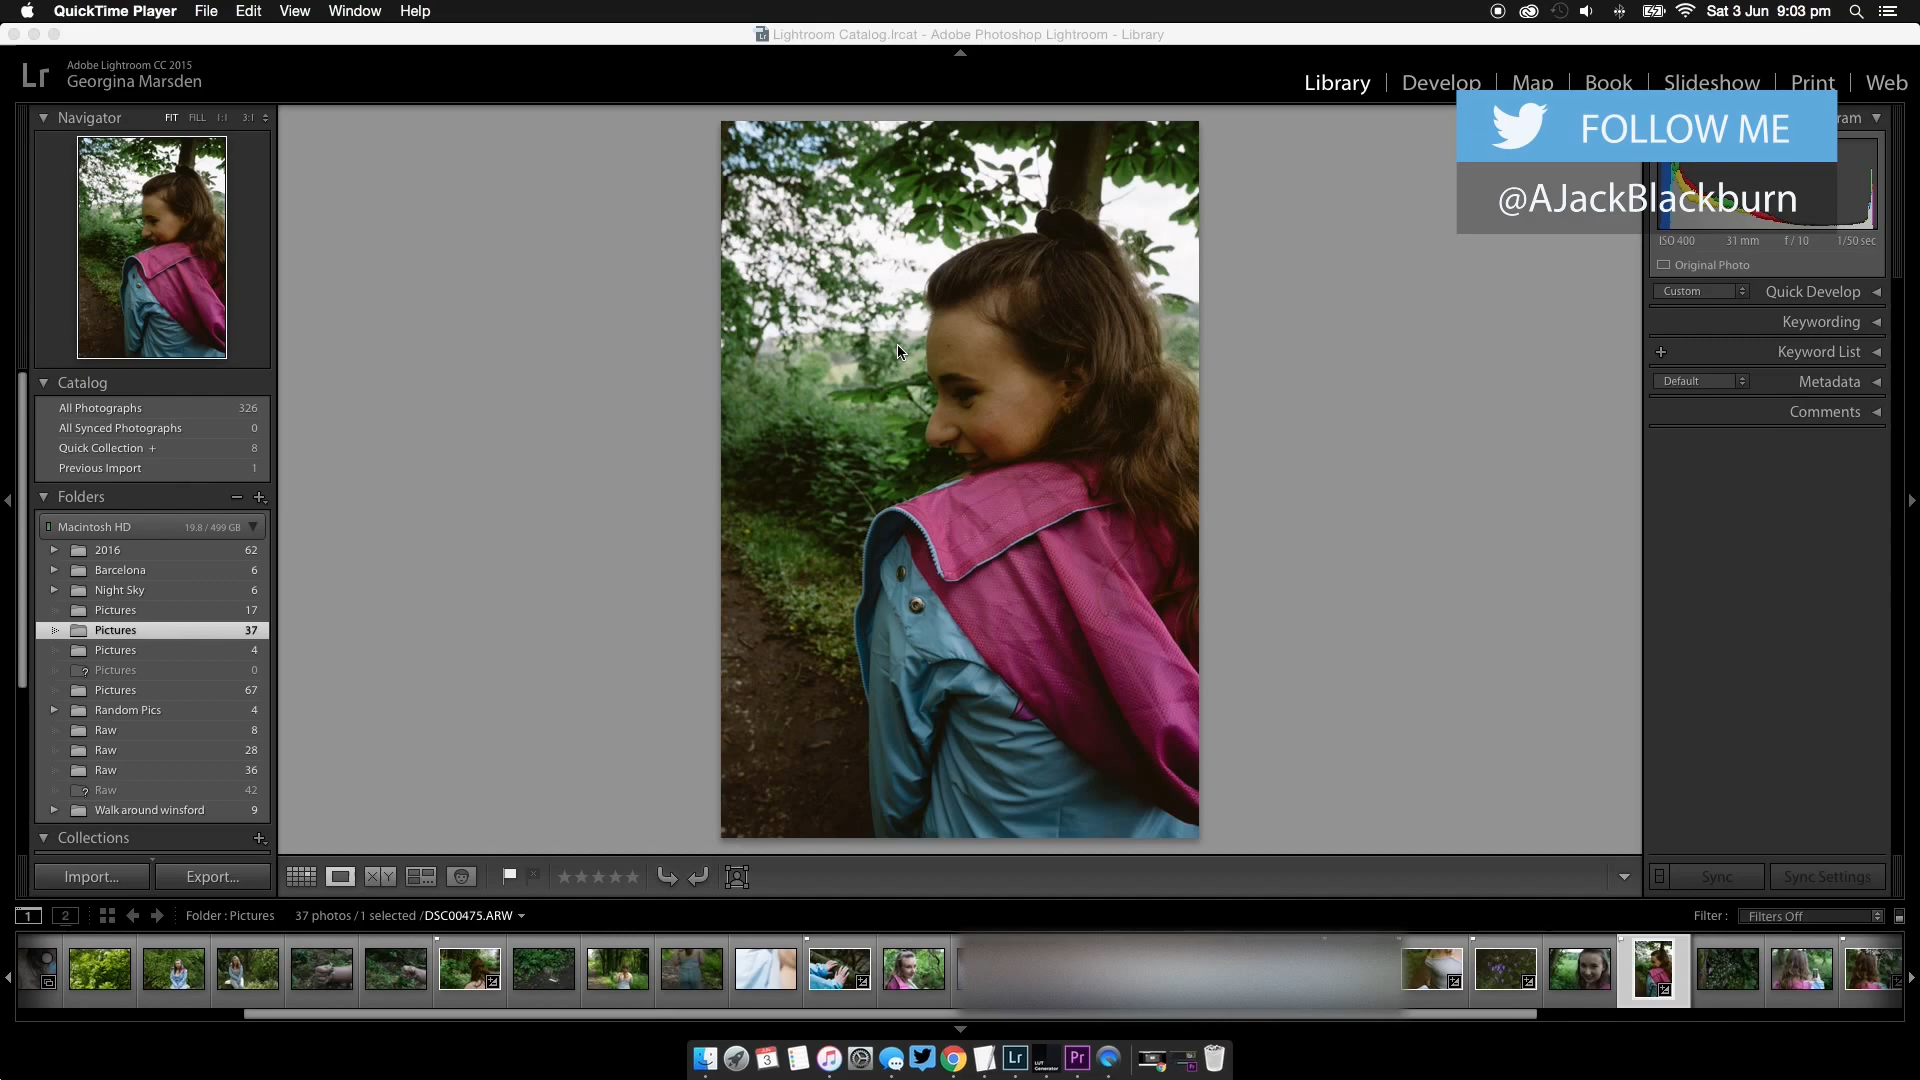 QuickTime Player File Edit View Window Help Sat 3 Jun 9:03 pm
Lightroom Catalog.lrcat - Adobe Photoshop Lightroom - Library
Lr
Adobe Lightroom CC 2015
Georgina Marsden
Library Develop Map Book Slideshow Print Web
FOLLOW ME
@AJackBlackburn
Navigator FIT FILL 1:1 3:1
ram
ISO 400 31 mm f / 10 1/50 sec
Original Photo
Custom Quick Develop
Keywording
Keyword List
Default Metadata
Comments
Catalog
All Photographs 326
All Synced Photographs 0
Quick Collection + 8
Previous Import 1
Folders
Macintosh HD 19.8 / 499 GB
2016 62
Barcelona 6
Night Sky 6
Pictures 17
Pictures 37
Pictures 4
Pictures 0
Pictures 67
Random Pics 4
Raw 8
Raw 28
Raw 36
Raw 42
Walk around winsford 9
Collections
Import... Export... X Y Sync Sync Settings
1 2 Folder : Pictures 37 photos / 1 selected / DSC00475.ARW Filter : Filters Off
3 Lr LUT Generator Pr